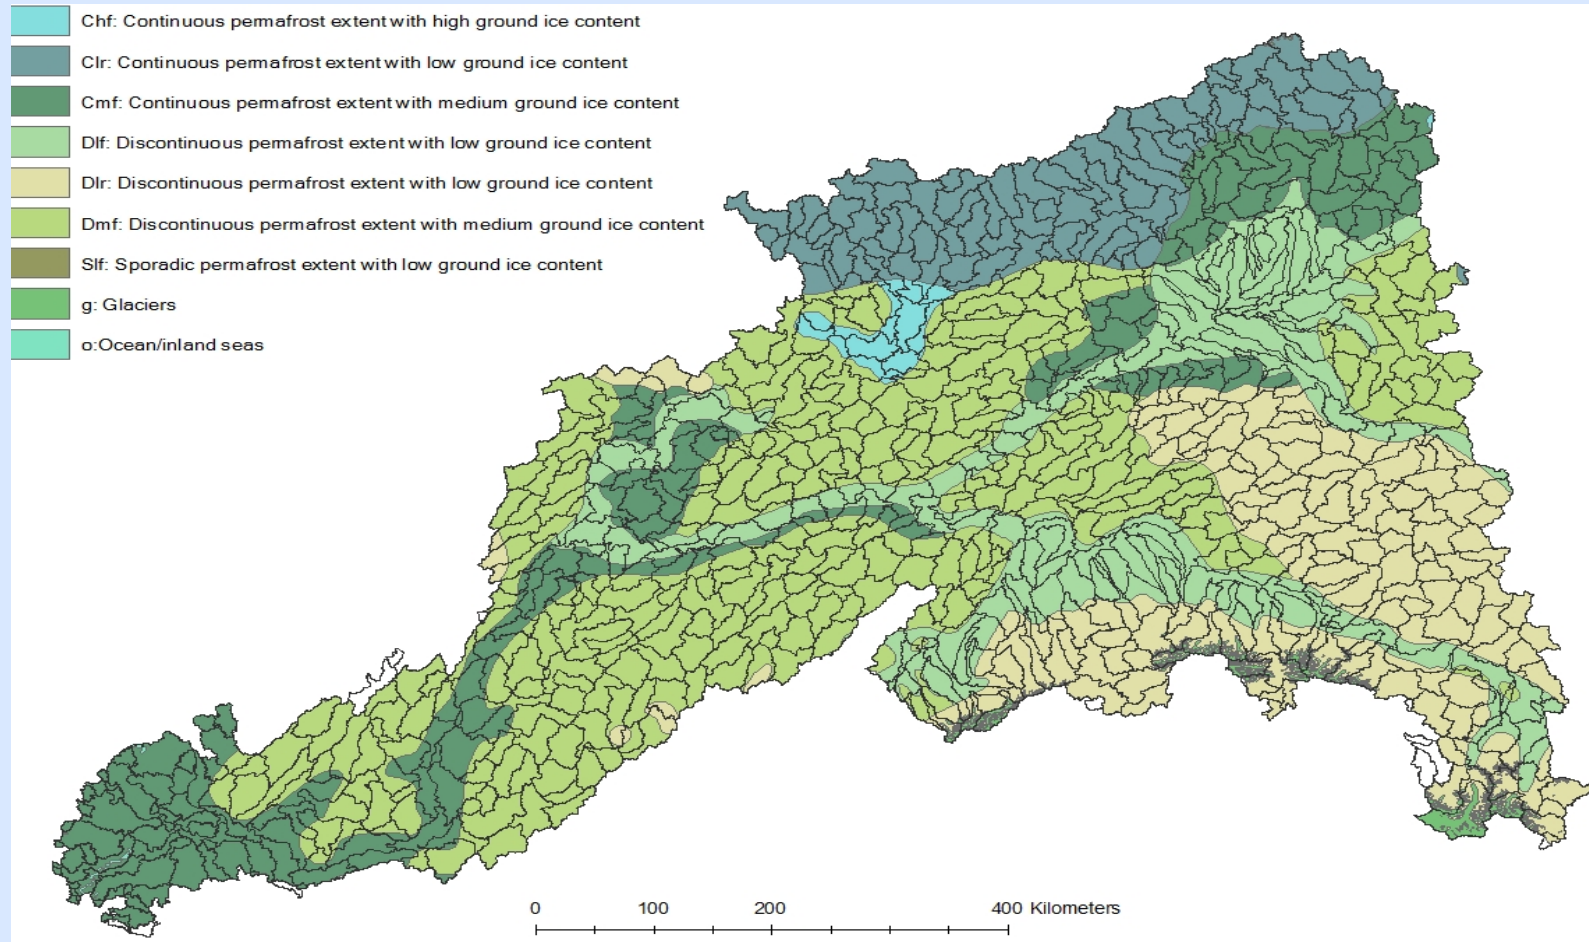 Chf: Continuous permafrost extent with high ground ice content
Clr: Continuous permafrost extent with low ground ice content
Cmf: Continuous permafrost extent with medium ground ice content
Dlf: Discontinuous permafrost extent with low ground ice content
Dlr: Discontinuous permafrost extent with low ground ice content
Dmf: Discontinuous permafrost extent with medium ground ice content
Slf: Sporadic permafrost extent with low ground ice content
g: Glaciers
o:Ocean/inland seas
0 100 200 400 Kilometers